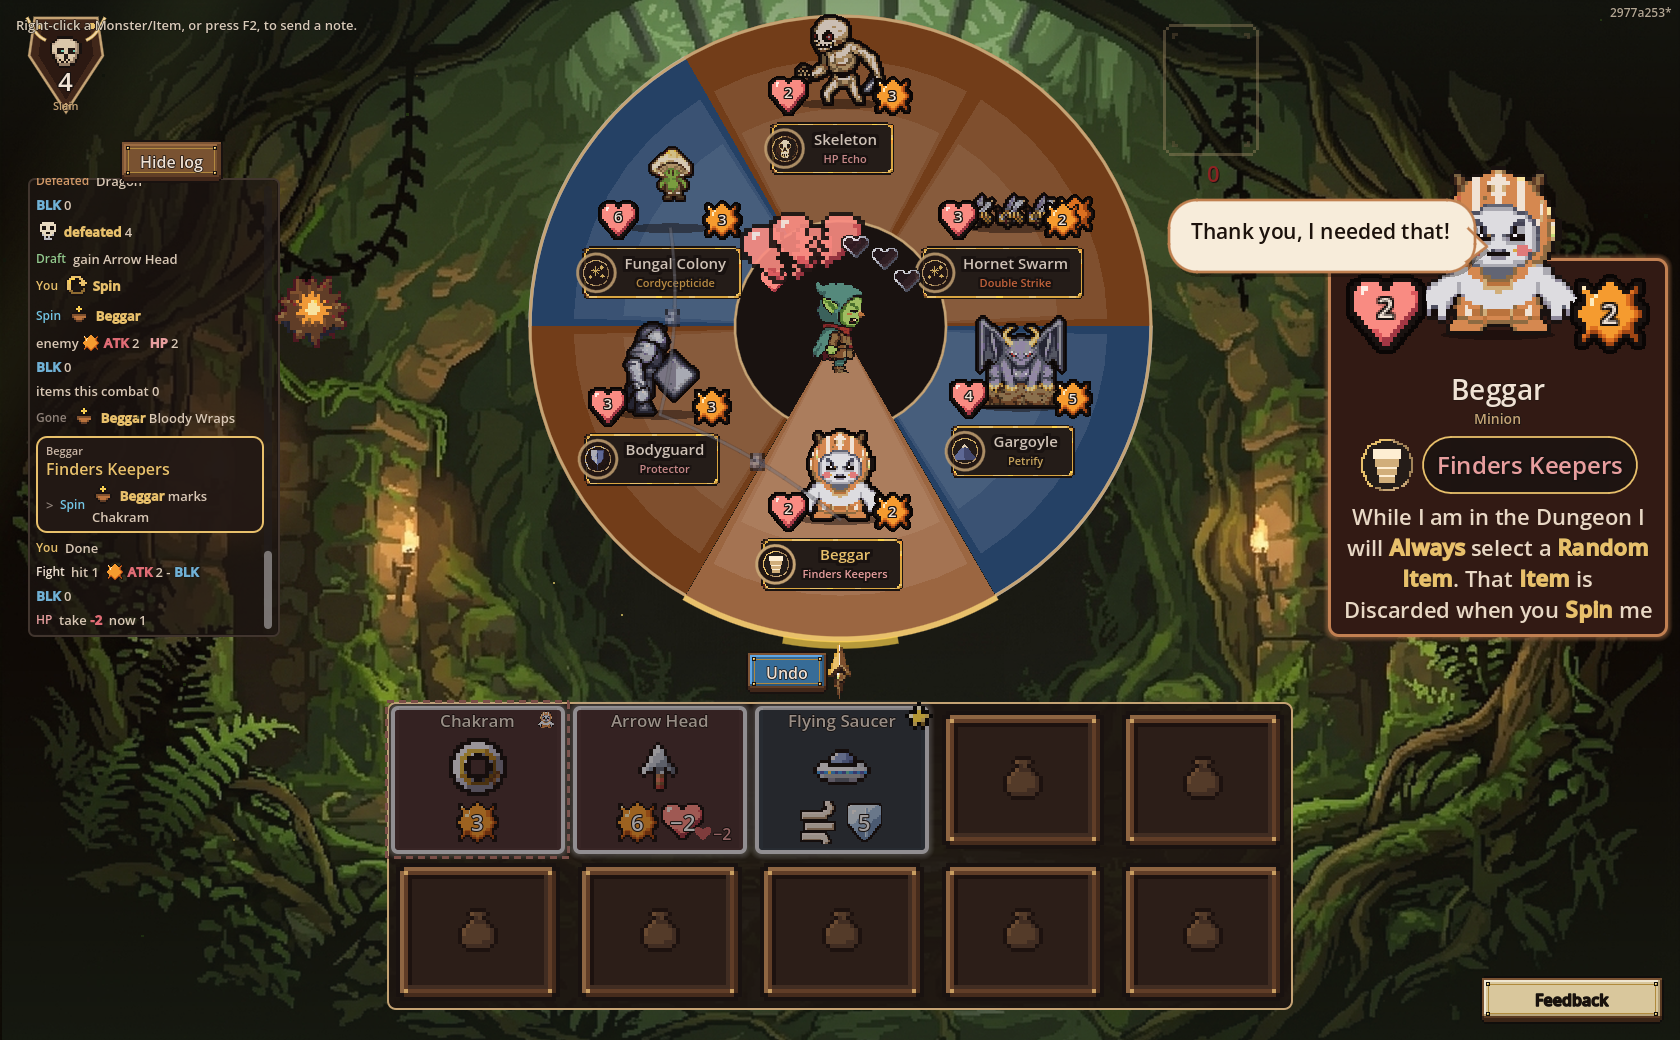 Right-click a Monster/Item, or press F2, to send a note.
2977a253*
4
Slam
Hide log
Defeated Dragon
BLK 0
defeated 4
Draft gain Arrow Head
You Spin
Spin Beggar
enemy ATK 2 HP 2
BLK 0
items this combat 0
Gone Beggar Bloody Wraps
Beggar
Finders Keepers
> Spin Beggar marks
Chakram
You Done
Fight hit 1 ATK 2 - BLK
BLK 0
HP take -2 now 1
2
3
Skeleton
HP Echo
6
3
Fungal Colony
Cordycepticide
3
2
Hornet Swarm
Double Strike
3
3
Bodyguard
Protector
4
5
Gargoyle
Petrify
2
2
Beggar
Finders Keepers
0
Thank you, I needed that!
2
2
Beggar
Minion
Finders Keepers
While I am in the Dungeon I
will Always select a Random
Item. That Item is
Discarded when you Spin me
Undo
Chakram
3
Arrow Head
6
-2
-2
Flying Saucer
5
Feedback